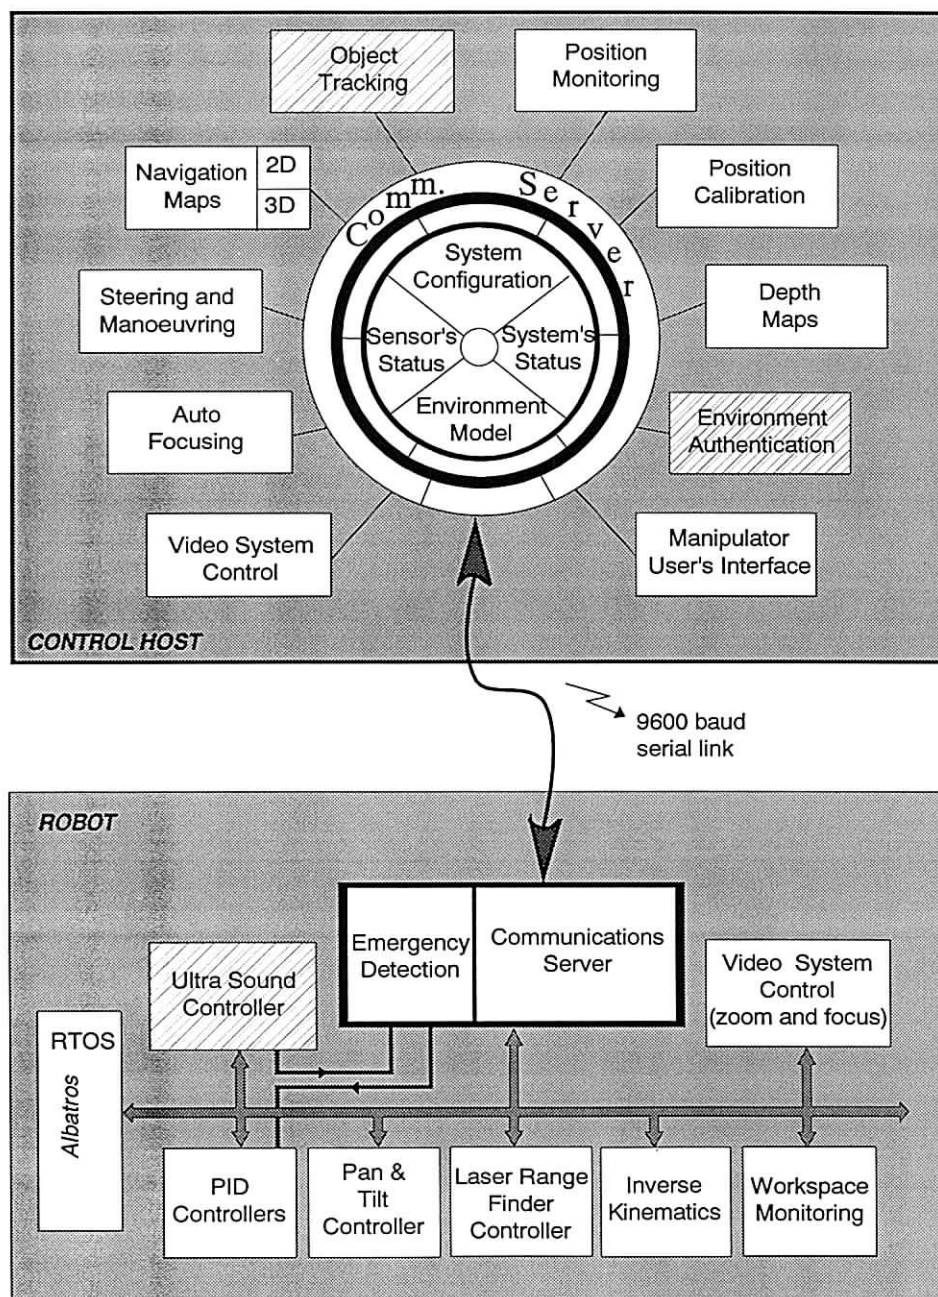 Object
Tracking
Position
Monitoring
Navigation
Maps
2D
3D
Position
Calibration
Comm. Server
System
Configuration
Sensor's
Status
System's
Status
Environment
Model
Steering and
Manoeuvring
Depth
Maps
Auto
Focusing
Environment
Authentication
Video System
Control
Manipulator
User's Interface
CONTROL HOST
9600 baud
serial link
ROBOT
Emergency
Detection
Communications
Server
Ultra Sound
Controller
Video System
Control
(zoom and focus)
RTOS
Albatros
PID
Controllers
Pan &
Tilt
Controller
Laser Range
Finder
Controller
Inverse
Kinematics
Workspace
Monitoring